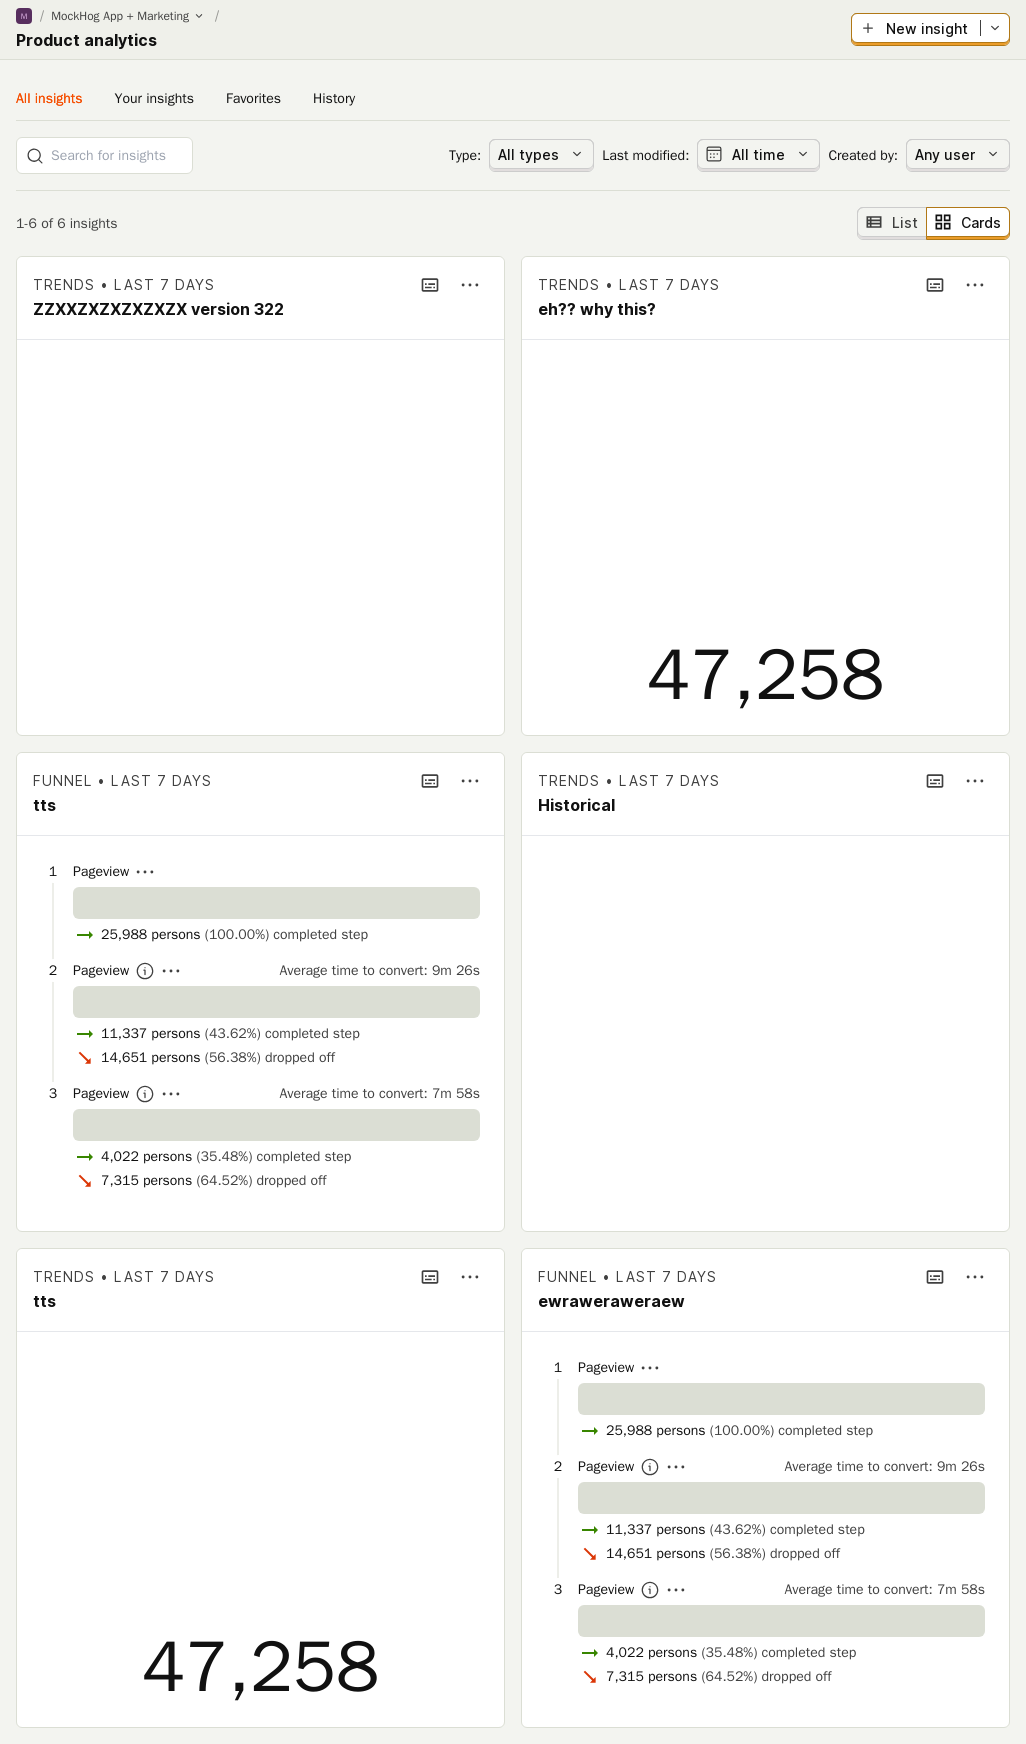 M / MockHog App + Marketing /
Product analytics
New insight
All insights Your insights Favorites History
Search for insights Type: All types Last modified: All time Created by: Any user
1-6 of 6 insights List Cards
TRENDS • LAST 7 DAYS
ZZXXZXZXZXZXZX version 322
TRENDS • LAST 7 DAYS
eh?? why this?
47,258
FUNNEL • LAST 7 DAYS
tts
1 Pageview
25,988 persons (100.00%) completed step
2 Pageview Average time to convert: 9m 26s
11,337 persons (43.62%) completed step
14,651 persons (56.38%) dropped off
3 Pageview Average time to convert: 7m 58s
4,022 persons (35.48%) completed step
7,315 persons (64.52%) dropped off
TRENDS • LAST 7 DAYS
Historical
TRENDS • LAST 7 DAYS
tts
47,258
FUNNEL • LAST 7 DAYS
ewraweraweraew
1 Pageview
25,988 persons (100.00%) completed step
2 Pageview Average time to convert: 9m 26s
11,337 persons (43.62%) completed step
14,651 persons (56.38%) dropped off
3 Pageview Average time to convert: 7m 58s
4,022 persons (35.48%) completed step
7,315 persons (64.52%) dropped off